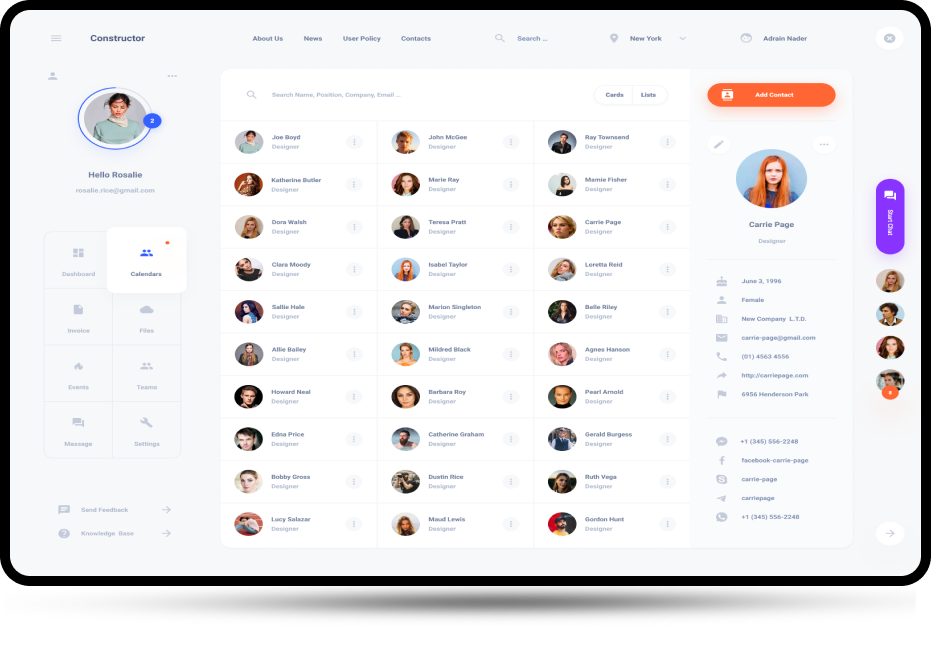 Constructor
About Us
News
User Policy
Contacts
Search ...
New York
Adrain Nader
2
Hello Rosalie
rosalie.rice@gmail.com
Dashboard
Calendars
Invoice
Files
Events
Teams
Massage
Settings
Send Feedback
Knowledge Base
Search Name, Position, Company, Email ...
Cards
Lists
Joe Boyd
Designer
John McGee
Designer
Ray Townsend
Designer
Katherine Butler
Designer
Marie Ray
Designer
Mamie Fisher
Designer
Dora Walsh
Designer
Teresa Pratt
Designer
Carrie Page
Designer
Clara Moody
Designer
Isabel Taylor
Designer
Loretta Reid
Designer
Sallie Hale
Designer
Marion Singleton
Designer
Belle Riley
Designer
Allie Bailey
Designer
Mildred Black
Designer
Agnes Hanson
Designer
Howard Neal
Designer
Barbara Roy
Designer
Pearl Arnold
Designer
Edna Price
Designer
Catherine Graham
Designer
Gerald Burgess
Designer
Bobby Gross
Designer
Dustin Rice
Designer
Ruth Vega
Designer
Lucy Salazar
Designer
Maud Lewis
Designer
Gordon Hunt
Designer
Add Contact
Carrie Page
Designer
June 3, 1996
Female
New Company L.T.D.
carrie-page@gmail.com
(01) 4563 4556
http://carriepage.com
6956 Henderson Park
+1 (345) 556-2248
facebook-carrie-page
carrie-page
carriepage
+1 (345) 556-2248
Start Chat